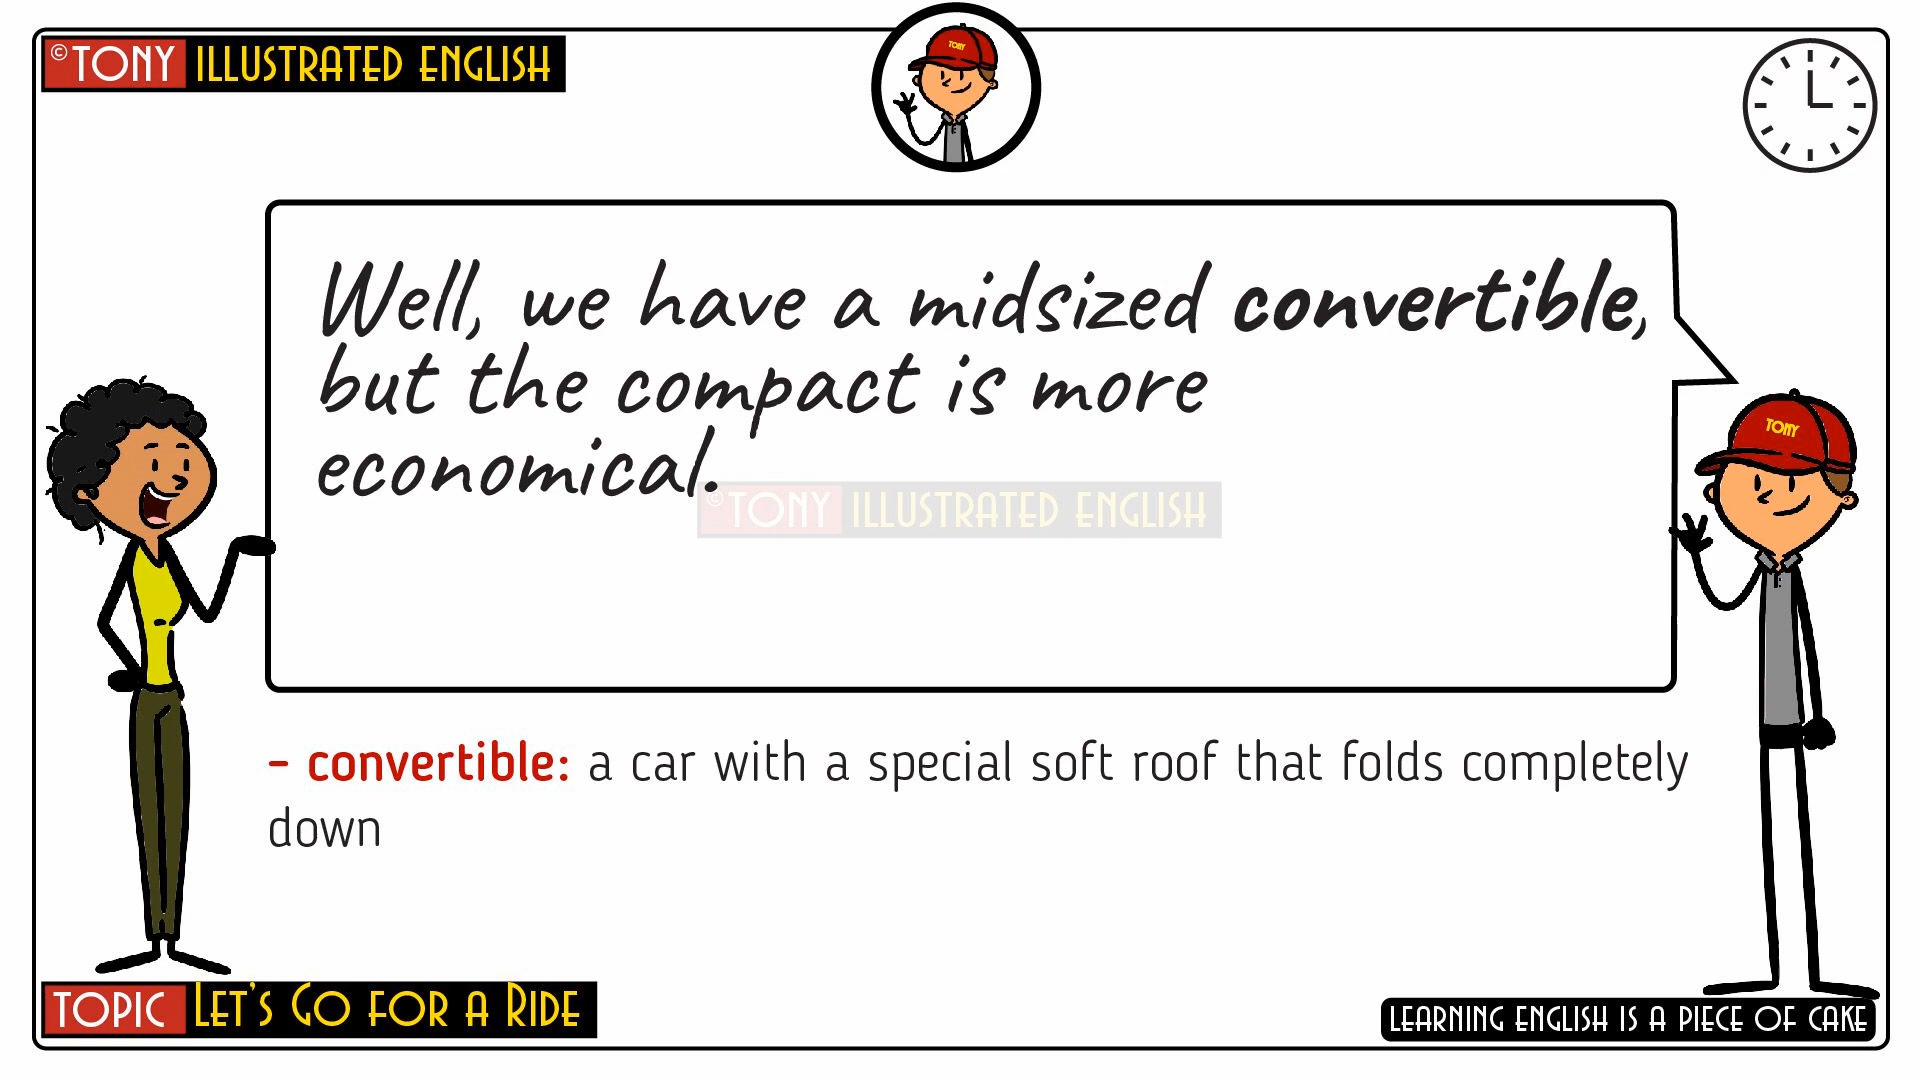 ©TONY ILLUSTRATED ENGLISH
TONY
Well, we have a midsized convertible,
but the compact is more
economical.
©TONY ILLUSTRATED ENGLISH
TONY
- convertible: a car with a special soft roof that folds completely
down
TOPIC LET'S GO FOR A RIDE
LEARNING ENGLISH IS A PIECE OF CAKE